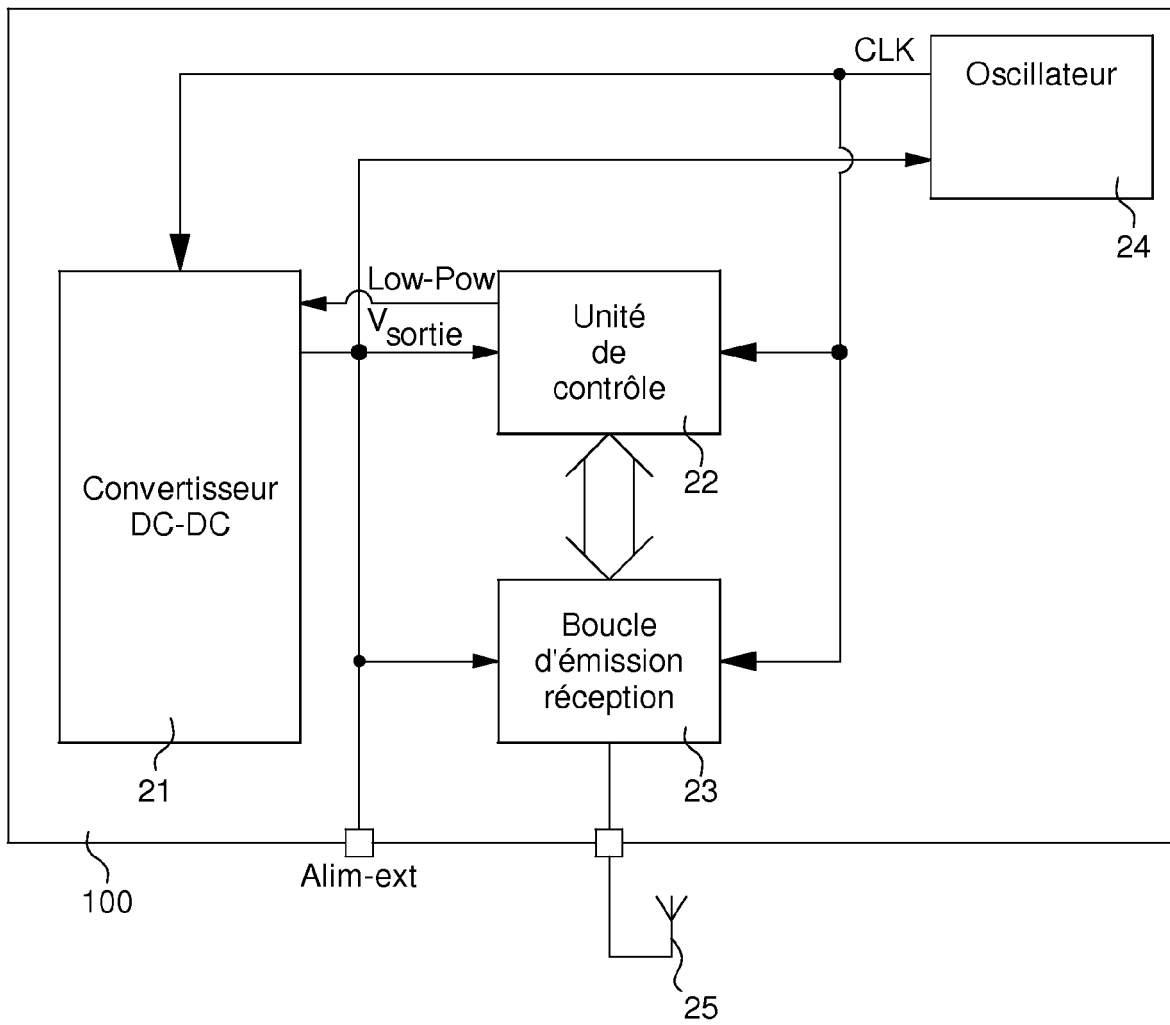 CLK
Oscillateur
24
Low-Pow
Vsortie
Unité
de
contrôle
22
Convertisseur
DC-DC
21
Boucle
d'émission
réception
23
100
Alim-ext
25